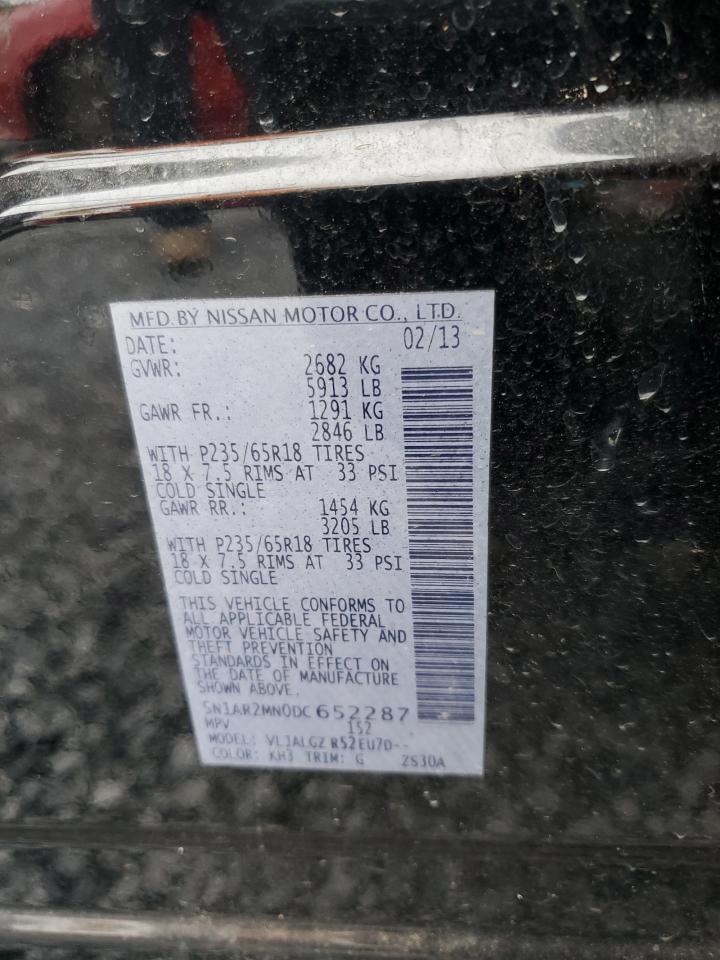 MFD. BY NISSAN MOTOR CO., LTD.
DATE: 02/13
GVWR: 2682 KG
5913 LB
GAWR FR.: 1291 KG
2846 LB
WITH P235/65R18 TIRES
18 X 7.5 RIMS AT 33 PSI
COLD SINGLE
GAWR RR.: 1454 KG
3205 LB
WITH P235/65R18 TIRES
18 X 7.5 RIMS AT 33 PSI
COLD SINGLE
THIS VEHICLE CONFORMS TO
ALL APPLICABLE FEDERAL
MOTOR VEHICLE SAFETY AND
THEFT PREVENTION
STANDARDS IN EFFECT ON
THE DATE OF MANUFACTURE
SHOWN ABOVE.
5N1AR2MN0DC652287
MPV 152
MODEL: VLJALGZ R52EU7D--
COLOR: KH3 TRIM: G 2S30A